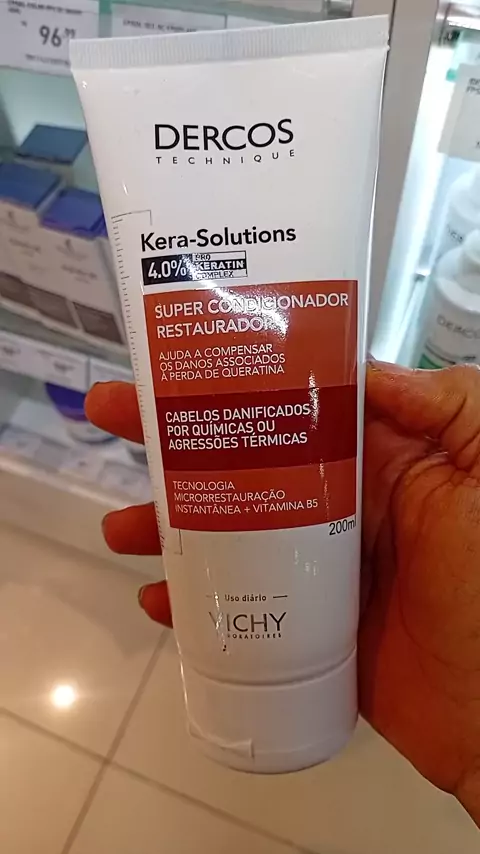 96,99
DERCOS
TECHNIQUE
Kera-Solutions
4.0% PRO
KERATIN
COMPLEX
SUPER CONDICIONADOR
RESTAURADOR
AJUDA A COMPENSAR
OS DANOS ASSOCIADOS
À PERDA DE QUERATINA
CABELOS DANIFICADOS
POR QUÍMICAS OU
AGRESSÕES TÉRMICAS
TECNOLOGIA
MICRORRESTAURAÇÃO
INSTANTÂNEA + VITAMINA B5
200ml
Uso diário
VICHY
LABORATOIRES
DERCOS